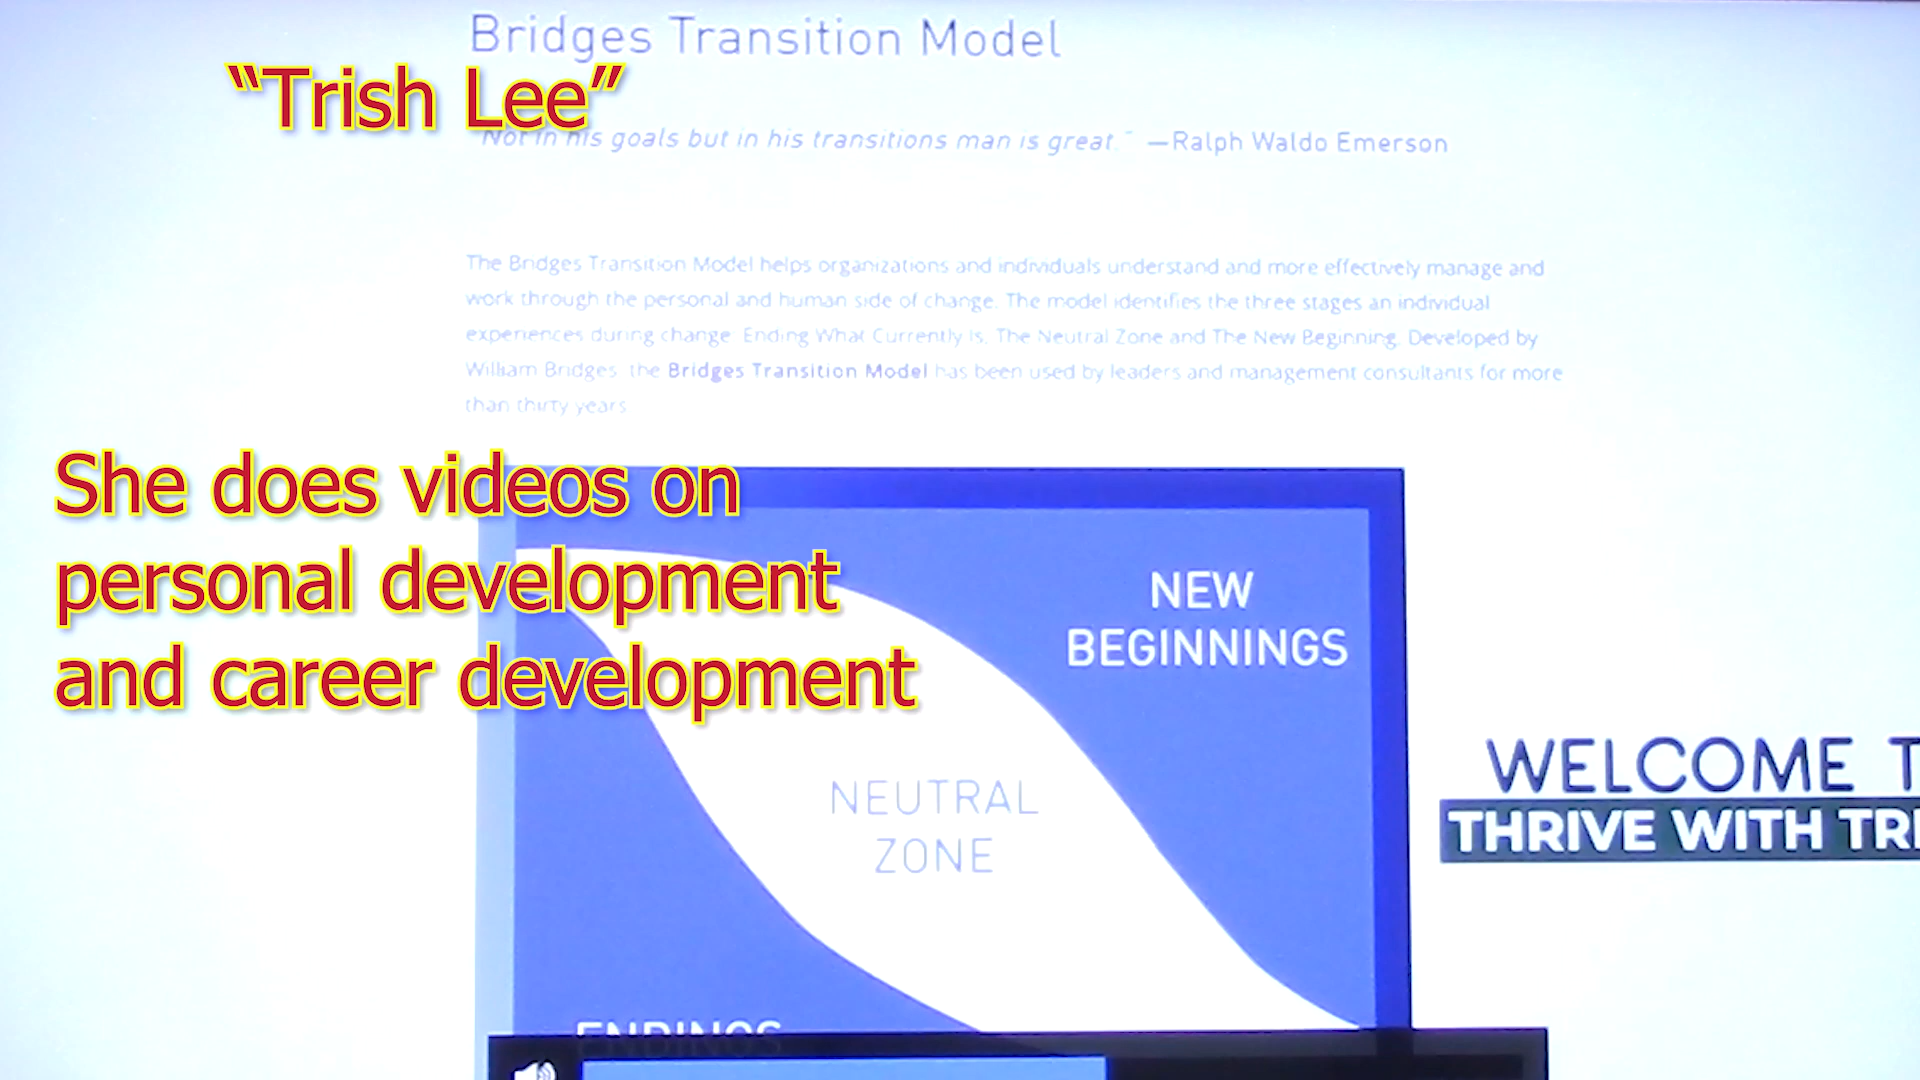 Bridges Transition Model
“Trish Lee”
"Not in his goals but in his transitions man is great." —Ralph Waldo Emerson
The Bridges Transition Model helps organizations and individuals understand and more effectively manage and
work through the personal and human side of change. The model identifies the three stages an individual
experiences during change: Ending What Currently Is, The Neutral Zone and The New Beginning. Developed by
William Bridges, the Bridges Transition Model has been used by leaders and management consultants for more
than thirty years.
She does videos on
personal development
and career development
NEW
BEGINNINGS
NEUTRAL
ZONE
WELCOME T
THRIVE WITH TRI
ENDINGS